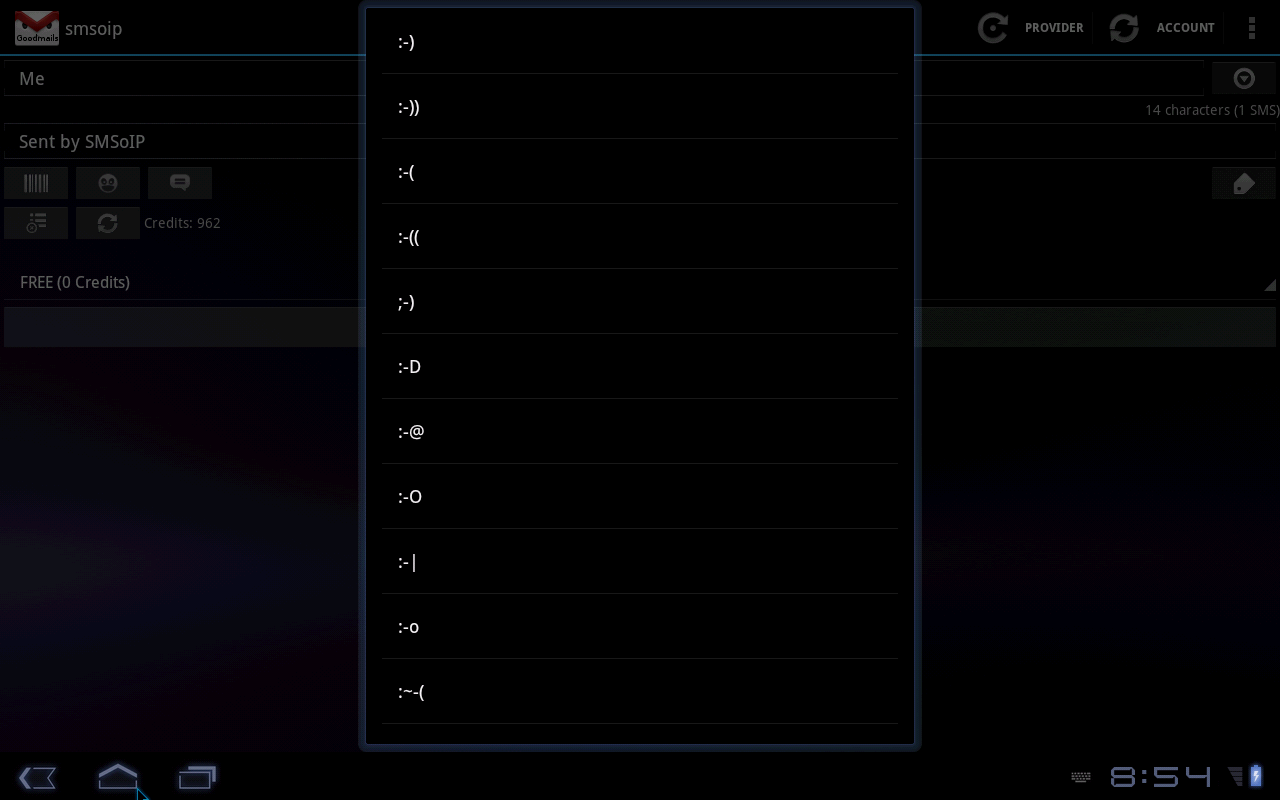 Goodmails
smsoip
PROVIDER
ACCOUNT
Me
14 characters (1 SMS)
Sent by SMSoIP
Credits: 962
FREE (0 Credits)
:-)
:-))
:-(
:-((
;-)
:-D
:-@
:-O
:-|
:-o
:~-(
8:54